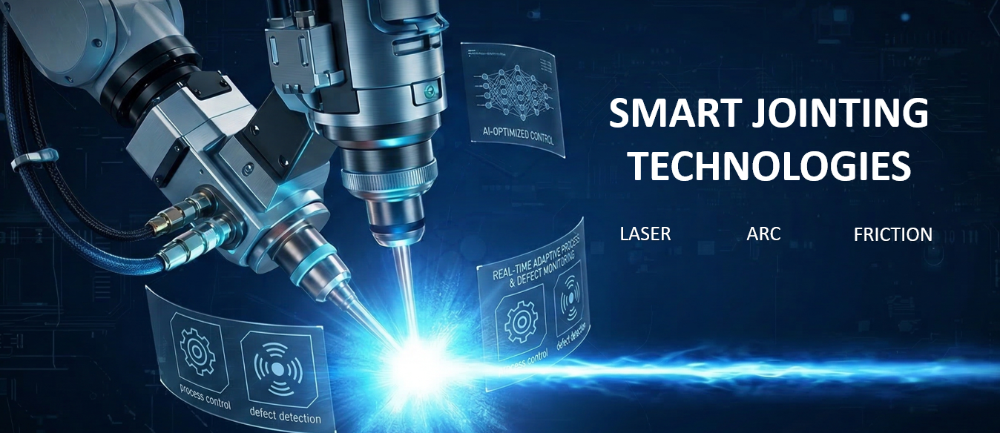 AI-OPTIMIZED CONTROL
SMART JOINTING
TECHNOLOGIES
LASER ARC FRICTION
REAL-TIME ADAPTIVE PROCESS
& DEFECT MONITORING
process control
defect detection
process control
defect detection